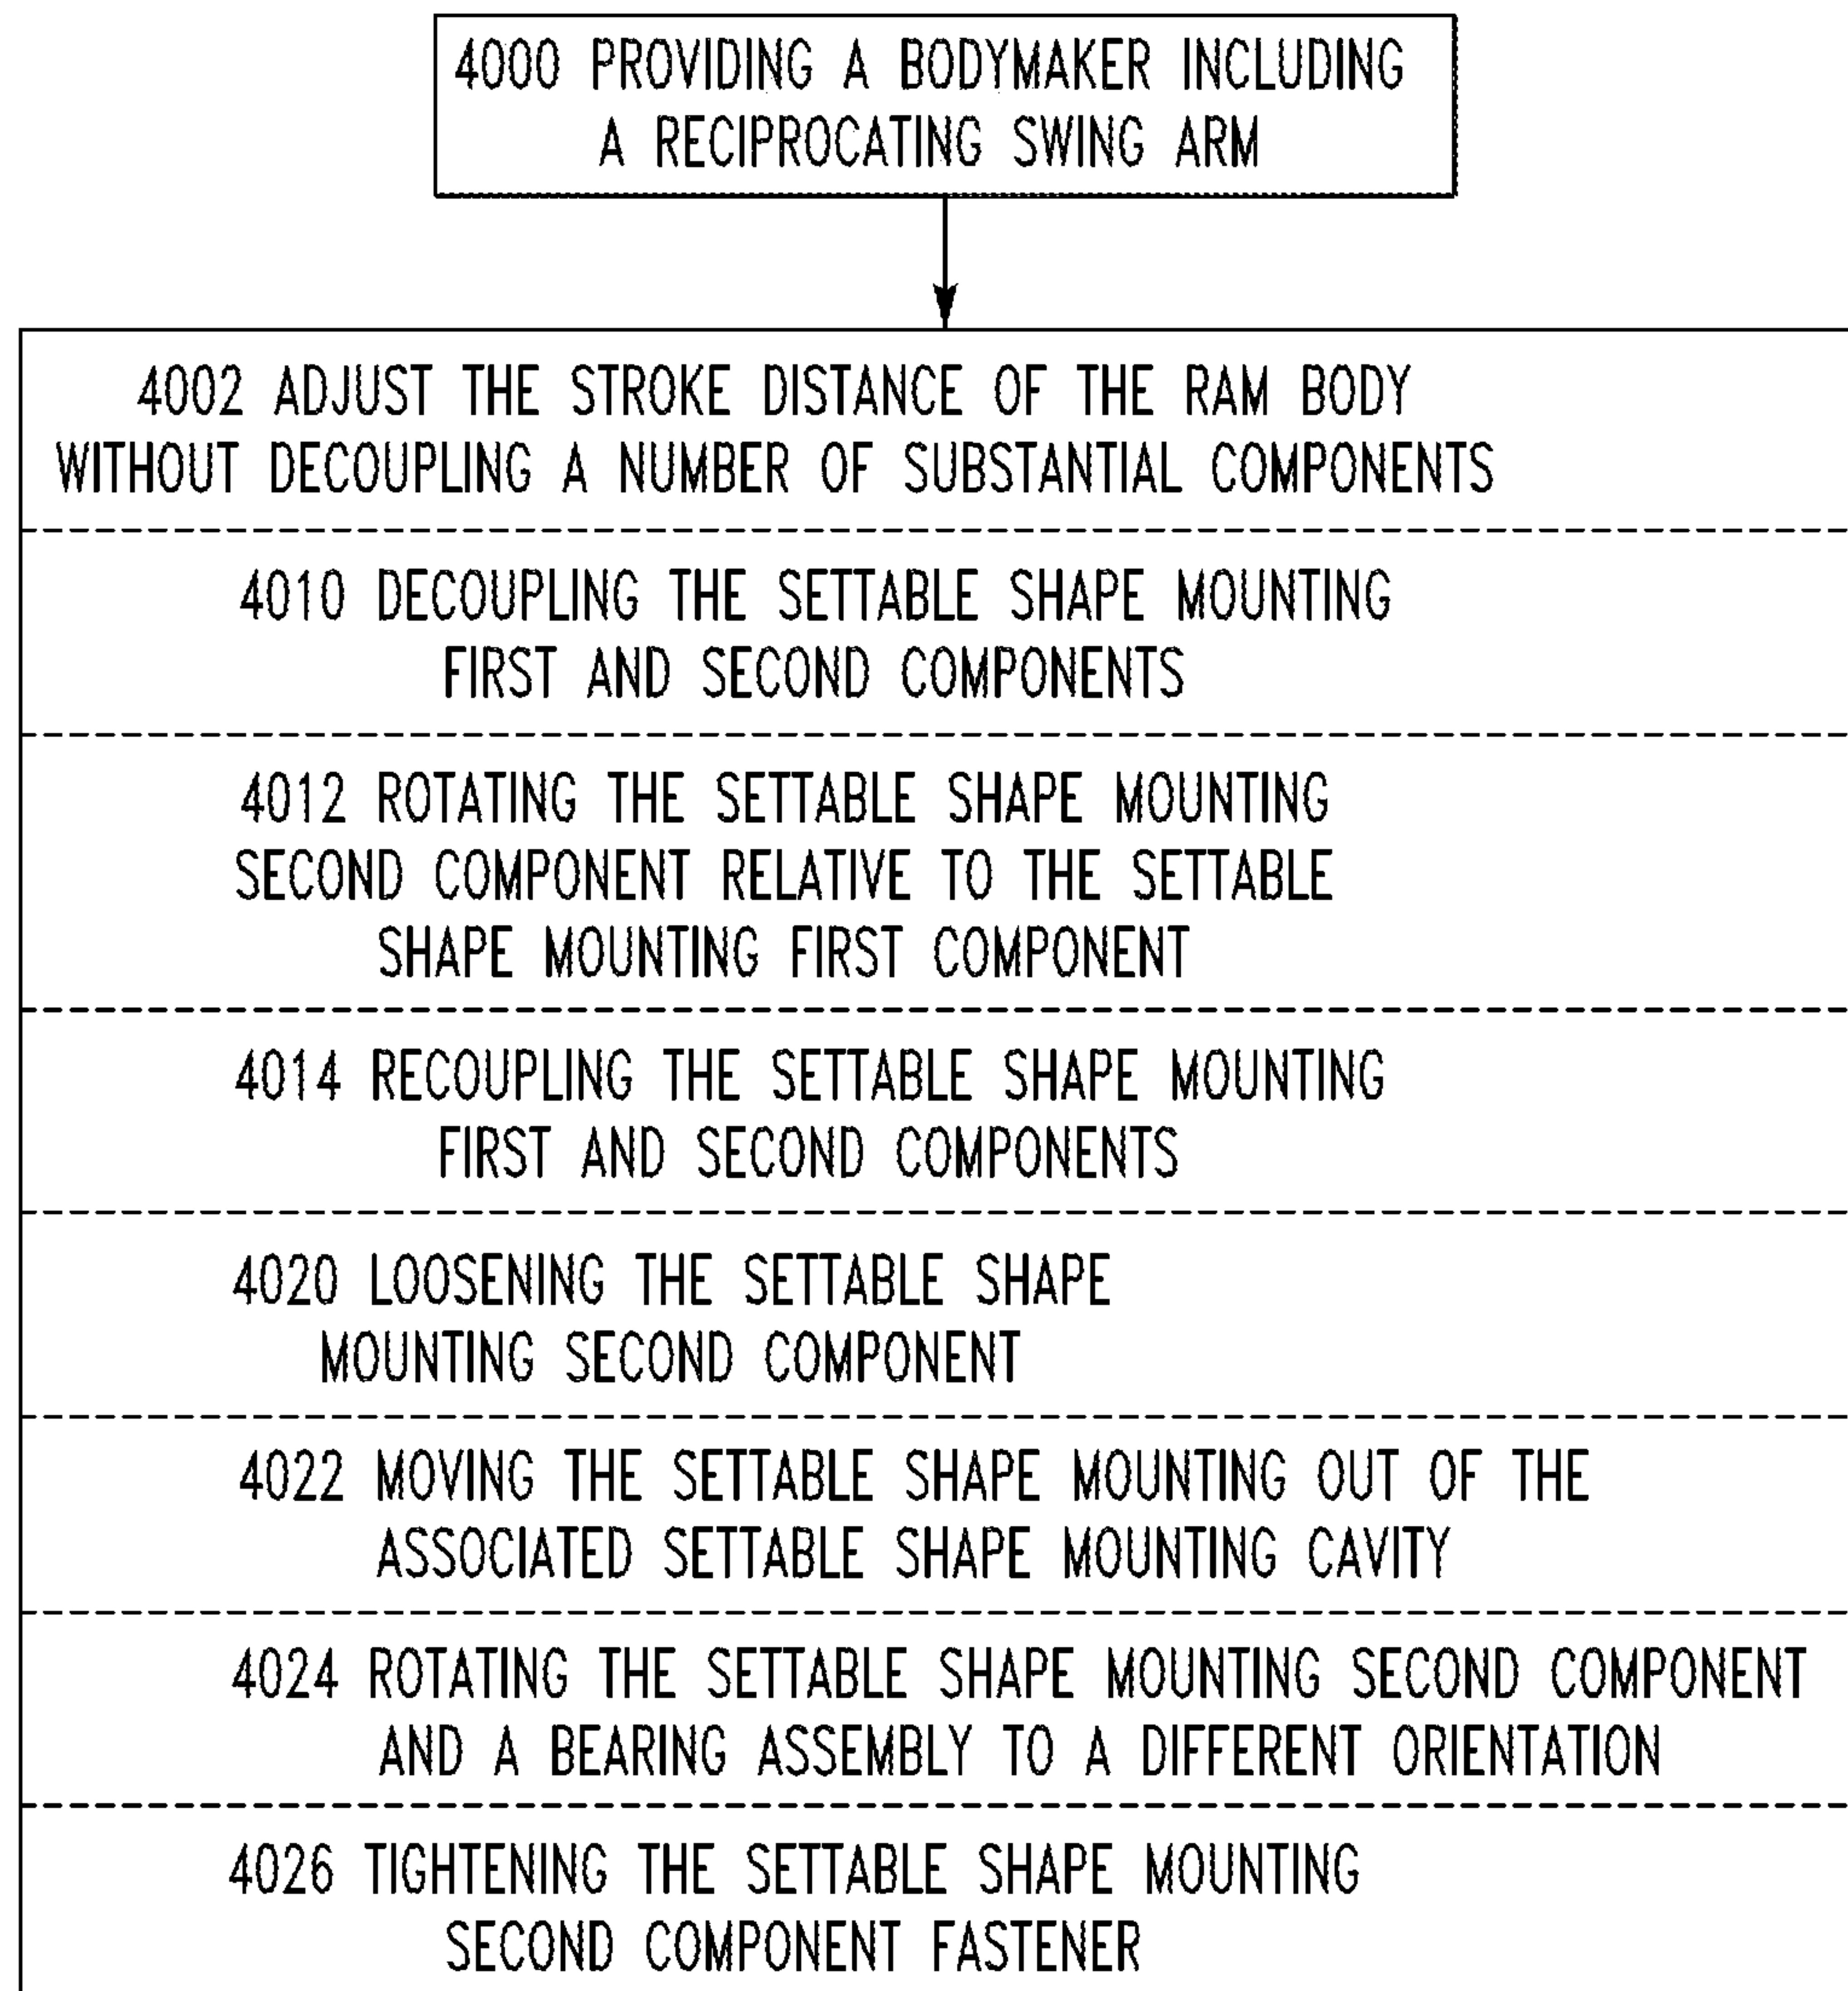 4000 PROVIDING A BODYMAKER INCLUDING
A RECIPROCATING SWING ARM
4002 ADJUST THE STROKE DISTANCE OF THE RAM BODY
WITHOUT DECOUPLING A NUMBER OF SUBSTANTIAL COMPONENTS
4010 DECOUPLING THE SETTABLE SHAPE MOUNTING
FIRST AND SECOND COMPONENTS
4012 ROTATING THE SETTABLE SHAPE MOUNTING
SECOND COMPONENT RELATIVE TO THE SETTABLE
SHAPE MOUNTING FIRST COMPONENT
4014 RECOUPLING THE SETTABLE SHAPE MOUNTING
FIRST AND SECOND COMPONENTS
4020 LOOSENING THE SETTABLE SHAPE
MOUNTING SECOND COMPONENT
4022 MOVING THE SETTABLE SHAPE MOUNTING OUT OF THE
ASSOCIATED SETTABLE SHAPE MOUNTING CAVITY
4024 ROTATING THE SETTABLE SHAPE MOUNTING SECOND COMPONENT
AND A BEARING ASSEMBLY TO A DIFFERENT ORIENTATION
4026 TIGHTENING THE SETTABLE SHAPE MOUNTING
SECOND COMPONENT FASTENER